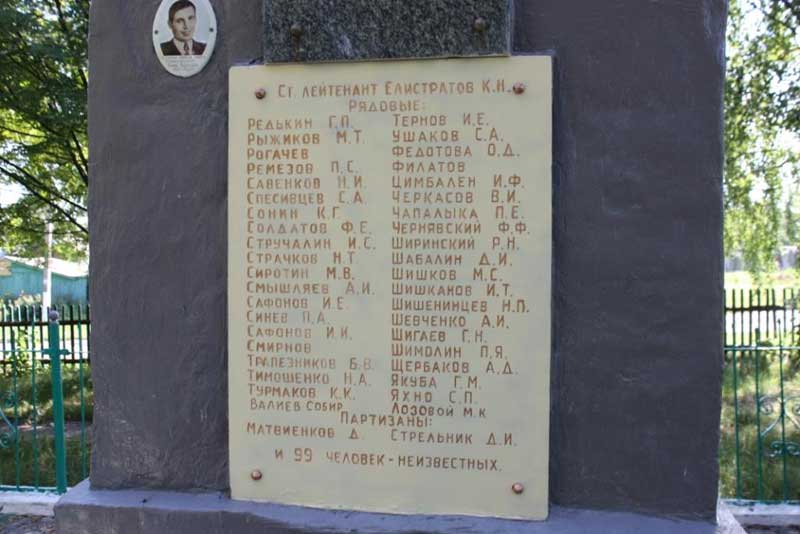 Ст. лейтенант Елистратов К.Н.
Рядовые:
Редькин Г.П.
Рыжиков М.Т.
Рогачев
Ремезов П.С.
Савенков Н.И.
Спесивцев С.А.
Сонин К.Г.
Солдатов Ф.Е.
Стручалин И.С.
Страчков Н.Т.
Сиротин М.В.
Смышляев А.И.
Сафонов И.Е.
Синев П.А.
Сафонов И.И.
Смирнов
Трапезников Б.В.
Тимошенко Н.А.
Турмаков К.К.
Валиев Собир
Тернов И.Е.
Ушаков С.А.
Федотова О.Д.
Филатов
Цимбален И.Ф.
Черкасов В.И.
Чапалыка П.Е.
Чернявский Ф.Ф.
Ширинский Р.Н.
Шабалин Д.И.
Шишков М.С.
Шишканов И.Т.
Шишенинцев Н.П.
Шевченко А.И.
Шигаев Г.Н.
Шимолин П.Я.
Щербаков А.Д.
Якуба Г.М.
Яхно С.П.
Лозовой М.К
Партизаны:
Матвиенков Д. Стрельник Д.И.
и 99 человек - неизвестных.